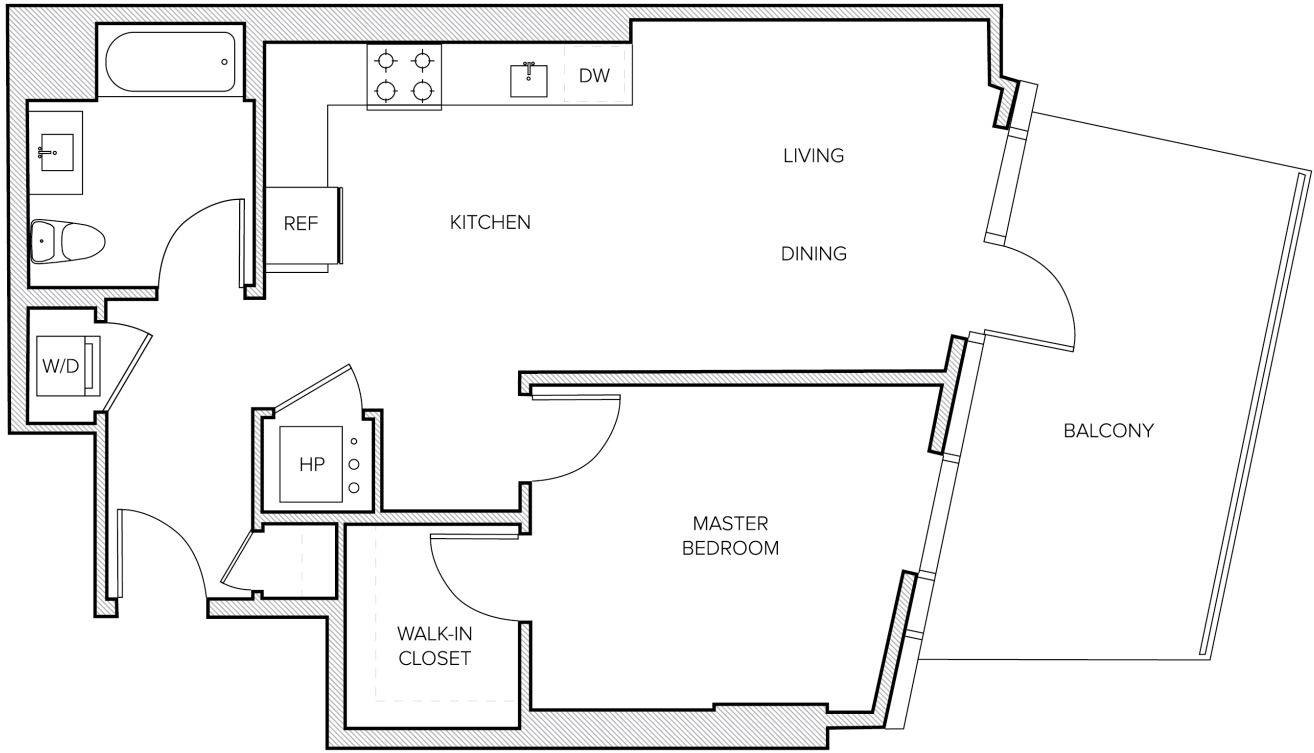 DW
LIVING
REF
KITCHEN
DINING
W/D
BALCONY
HP
MASTER
BEDROOM
WALK-IN
CLOSET